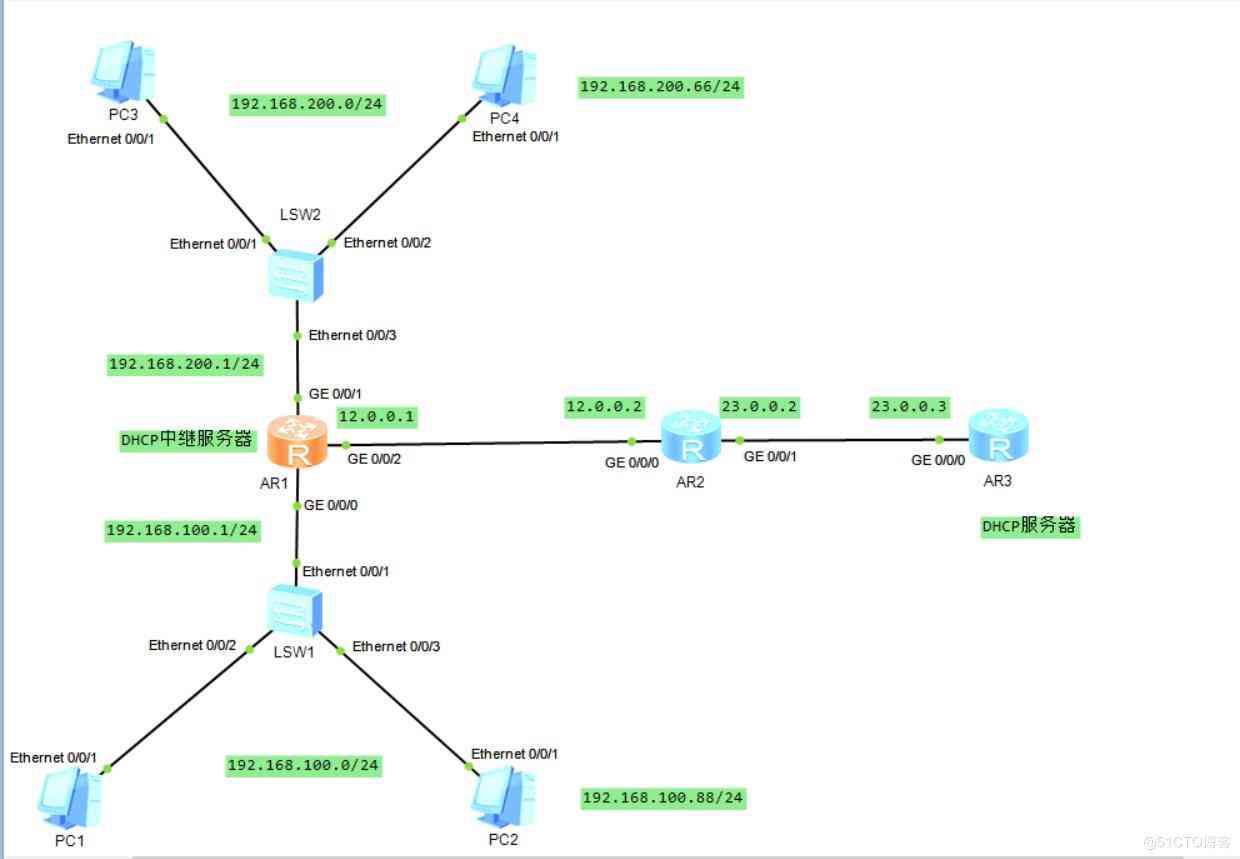 192.168.200.0/24
192.168.200.66/24
PC3
PC4
Ethernet 0/0/1
Ethernet 0/0/1
LSW2
Ethernet 0/0/1
Ethernet 0/0/2
Ethernet 0/0/3
192.168.200.1/24
GE 0/0/1
12.0.0.1
12.0.0.2
23.0.0.2
23.0.0.3
DHCP中继服务器
GE 0/0/2
GE 0/0/0
GE 0/0/1
GE 0/0/0
AR1
AR2
AR3
GE 0/0/0
192.168.100.1/24
DHCP服务器
Ethernet 0/0/1
Ethernet 0/0/2
Ethernet 0/0/3
LSW1
Ethernet 0/0/1
Ethernet 0/0/1
192.168.100.0/24
192.168.100.88/24
PC1
PC2
@51CTO博客